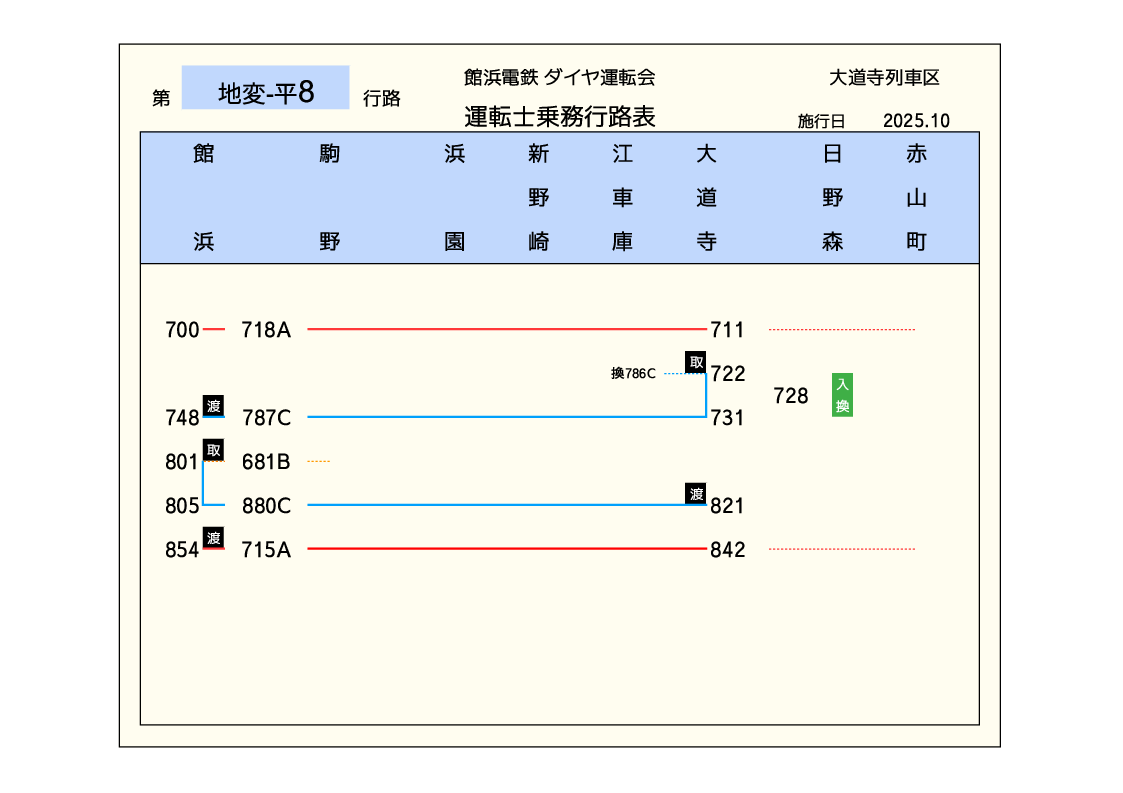 館浜電鉄 ダイヤ運転会
大道寺列車区
第 地変-平8 行路
運転士乗務行路表
施行日 2025.10
館浜 駒野 浜園 新野崎 江車庫 大道寺 日野森 赤山町
700 718A 711
換786C 取 722
728 入換
748 渡 787C 731
801 取 681B
805 880C 渡 821
854 渡 715A 842